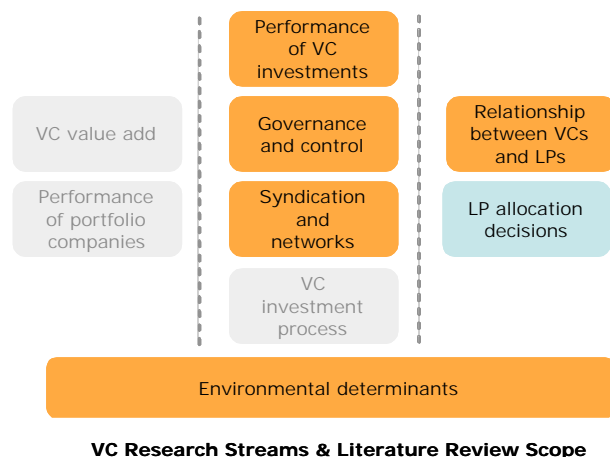 VC value add
Performance
of portfolio
companies
Performance
of VC
investments
Governance
and control
Syndication
and
networks
VC
investment
process
Relationship
between VCs
and LPs
LP allocation
decisions
Environmental determinants
VC Research Streams & Literature Review Scope